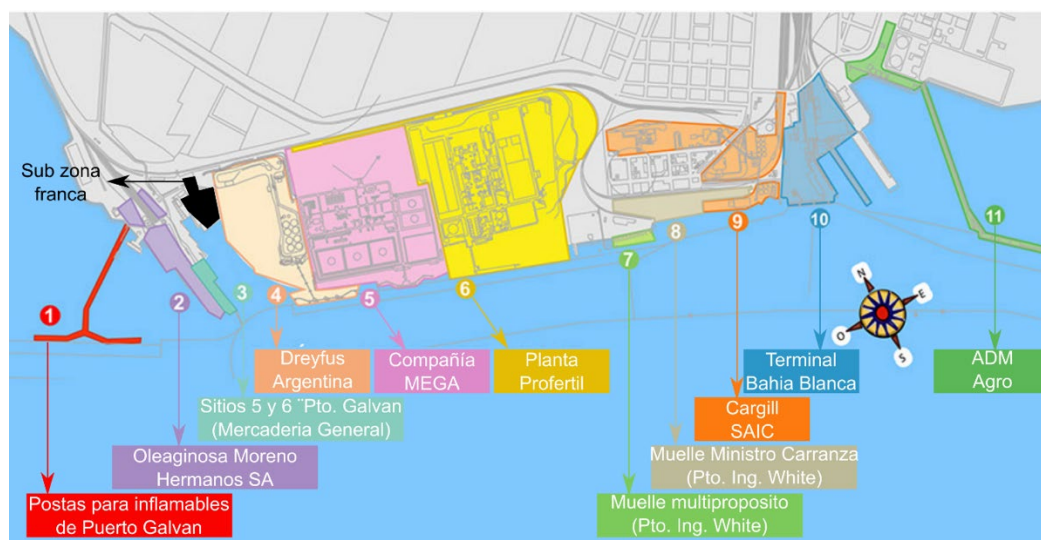 Sub zona
franca
1
2
3
4
5
6
7
8
9
10
11
N
E
O
S
Dreyfus
Argentina
Compañía
MEGA
Planta
Profertil
Terminal
Bahia Blanca
ADM
Agro
Sitios 5 y 6 ¨Pto. Galvan
(Mercaderia General)
Cargill
SAIC
Oleaginosa Moreno
Hermanos SA
Muelle Ministro Carranza
(Pto. Ing. White)
Postas para inflamables
de Puerto Galvan
Muelle multiproposito
(Pto. Ing. White)